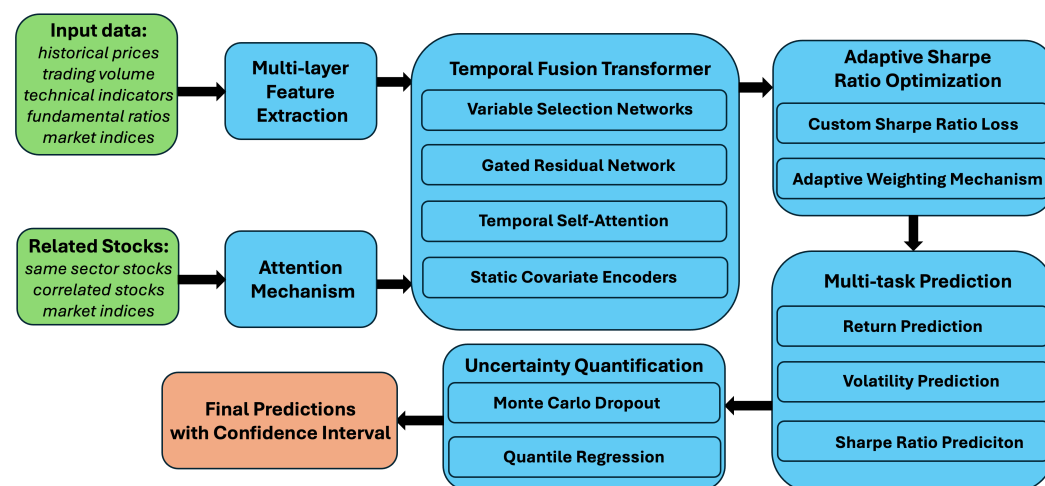 Input data:
historical prices
trading volume
technical indicators
fundamental ratios
market indices
Multi-layer
Feature
Extraction
Related Stocks:
same sector stocks
correlated stocks
market indices
Attention
Mechanism
Temporal Fusion Transformer
Variable Selection Networks
Gated Residual Network
Temporal Self-Attention
Static Covariate Encoders
Adaptive Sharpe
Ratio Optimization
Custom Sharpe Ratio Loss
Adaptive Weighting Mechanism
Multi-task Prediction
Return Prediction
Volatility Prediction
Sharpe Ratio Prediciton
Uncertainty Quantification
Monte Carlo Dropout
Quantile Regression
Final Predictions
with Confidence Interval